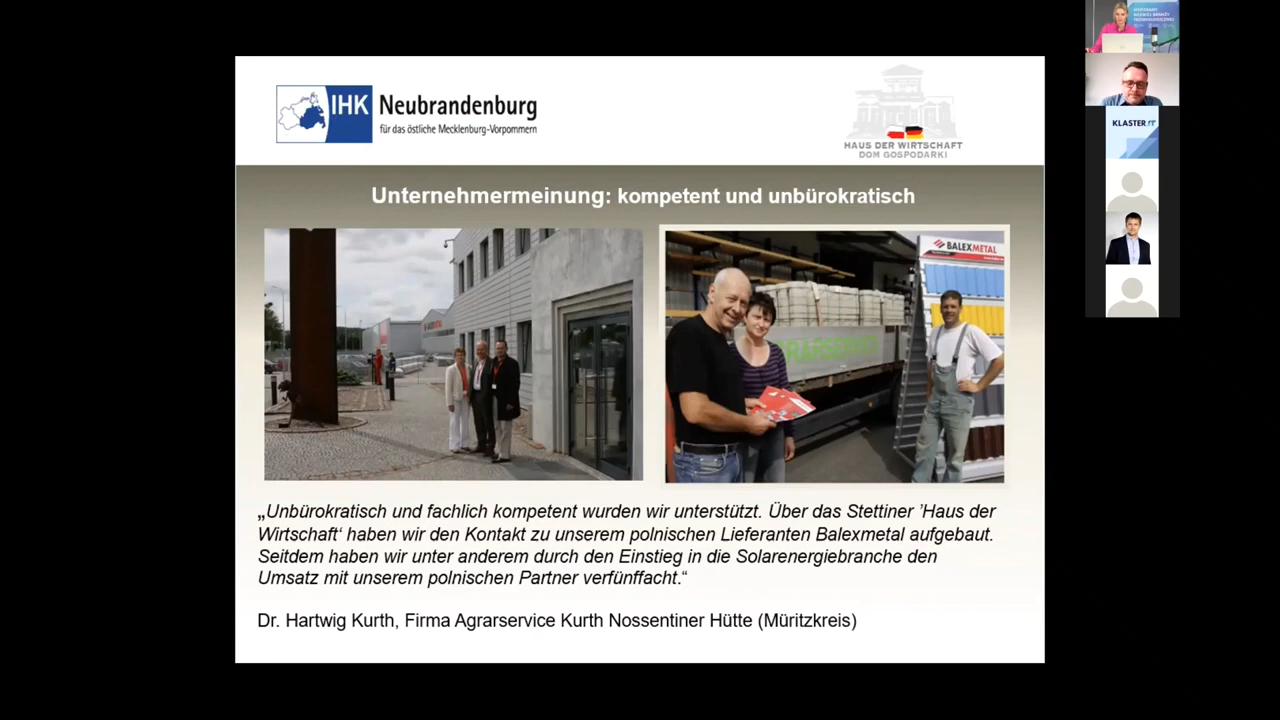 IHK Neubrandenburg
für das östliche Mecklenburg-Vorpommern
HAUS DER WIRTSCHAFT
DOM GOSPODARKI
Unternehmermeinung: kompetent und unbürokratisch
BALEXMETAL
BALEXMETAL
„Unbürokratisch und fachlich kompetent wurden wir unterstützt. Über das Stettiner ’Haus der
Wirtschaft‘ haben wir den Kontakt zu unserem polnischen Lieferanten Balexmetal aufgebaut.
Seitdem haben wir unter anderem durch den Einstieg in die Solarenergiebranche den
Umsatz mit unserem polnischen Partner verfünffacht.“
Dr. Hartwig Kurth, Firma Agrarservice Kurth Nossentiner Hütte (Müritzkreis)
KLASTER IT